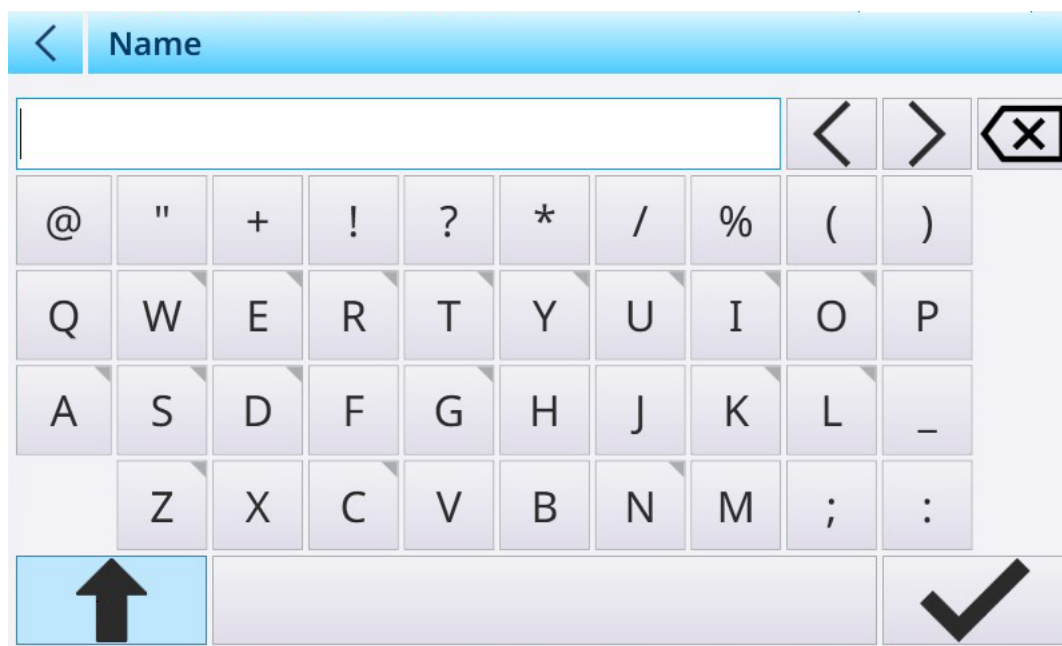 Name
@ " + ! ? * / % ( )
Q W E R T Y U I O P
A S D F G H J K L _
Z X C V B N M ; :